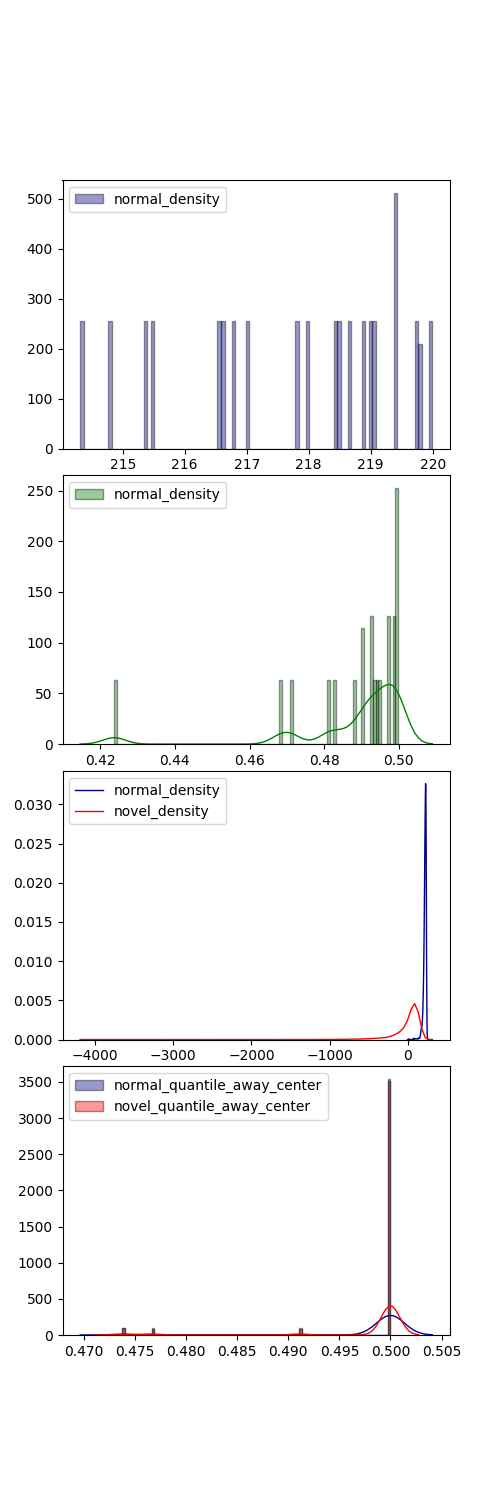 normal_density
500
400
300
200
100
0
215 216 217 218 219 220
normal_density
250
200
150
100
50
0
0.42 0.44 0.46 0.48 0.50
normal_density
novel_density
0.030
0.025
0.020
0.015
0.010
0.005
0.000
−4000 −3000 −2000 −1000 0
normal_quantile_away_center
novel_quantile_away_center
3500
3000
2500
2000
1500
1000
500
0
0.470 0.475 0.480 0.485 0.490 0.495 0.500 0.505